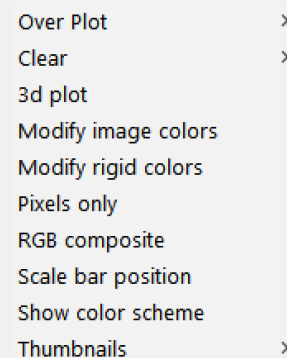 Over Plot
Clear
3d plot
Modify image colors
Modify rigid colors
Pixels only
RGB composite
Scale bar position
Show color scheme
Thumbnails